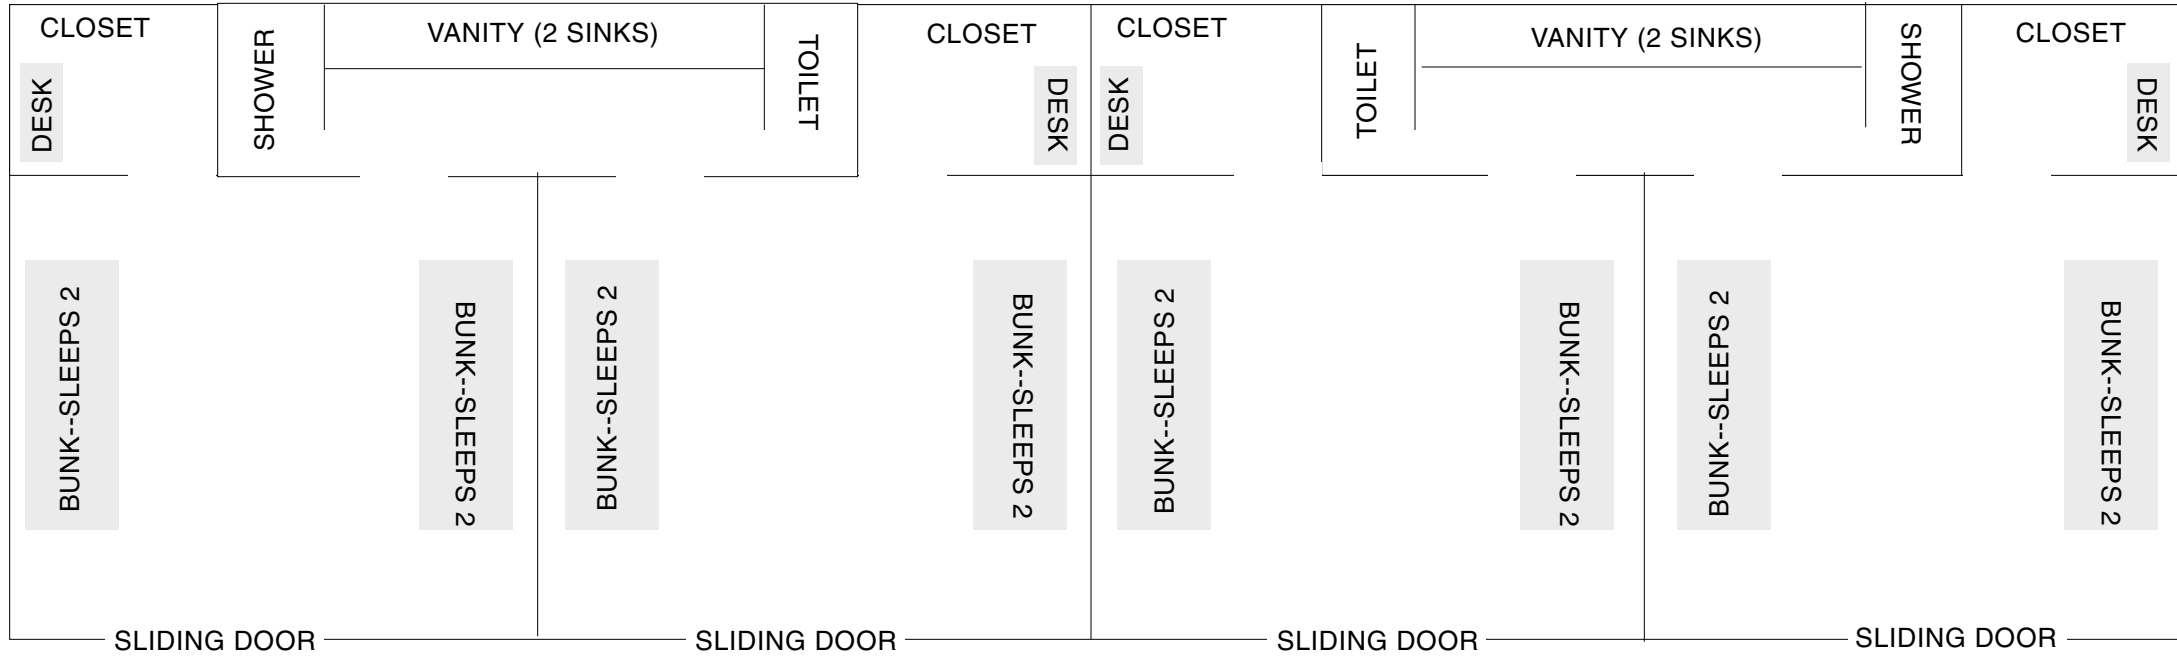 CLOSET
DESK
SHOWER
VANITY (2 SINKS)
TOILET
CLOSET
DESK
CLOSET
DESK
TOILET
VANITY (2 SINKS)
SHOWER
CLOSET
DESK
BUNK--SLEEPS 2
BUNK--SLEEPS 2
BUNK--SLEEPS 2
BUNK--SLEEPS 2
BUNK--SLEEPS 2
BUNK--SLEEPS 2
BUNK--SLEEPS 2
BUNK--SLEEPS 2
SLIDING DOOR
SLIDING DOOR
SLIDING DOOR
SLIDING DOOR